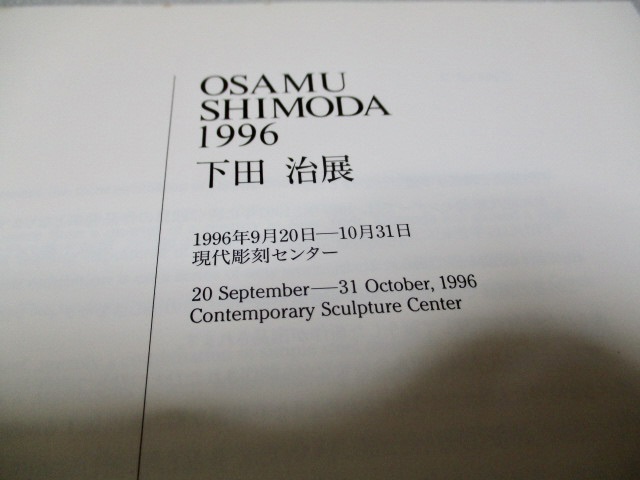 OSAMU
SHIMODA
1996
下田 治展
1996年9月20日—10月31日
現代彫刻センター
20 September—31 October, 1996
Contemporary Sculpture Center